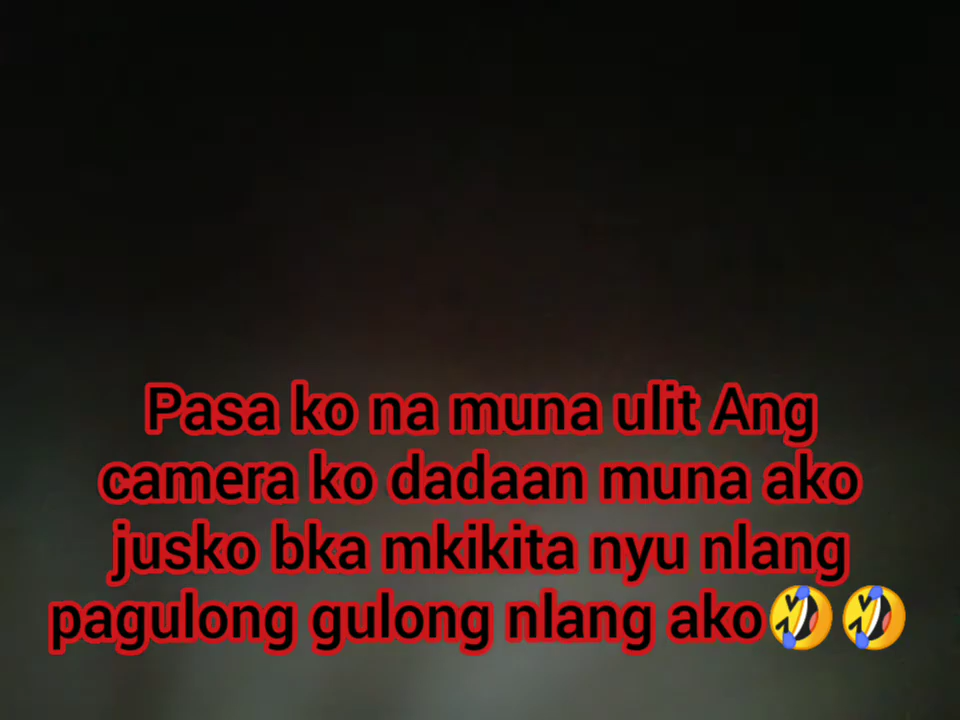 Pasa ko na muna ulit Ang
camera ko dadaan muna ako
jusko bka mkikita nyu nlang
pagulong gulong nlang ako🤣🤣